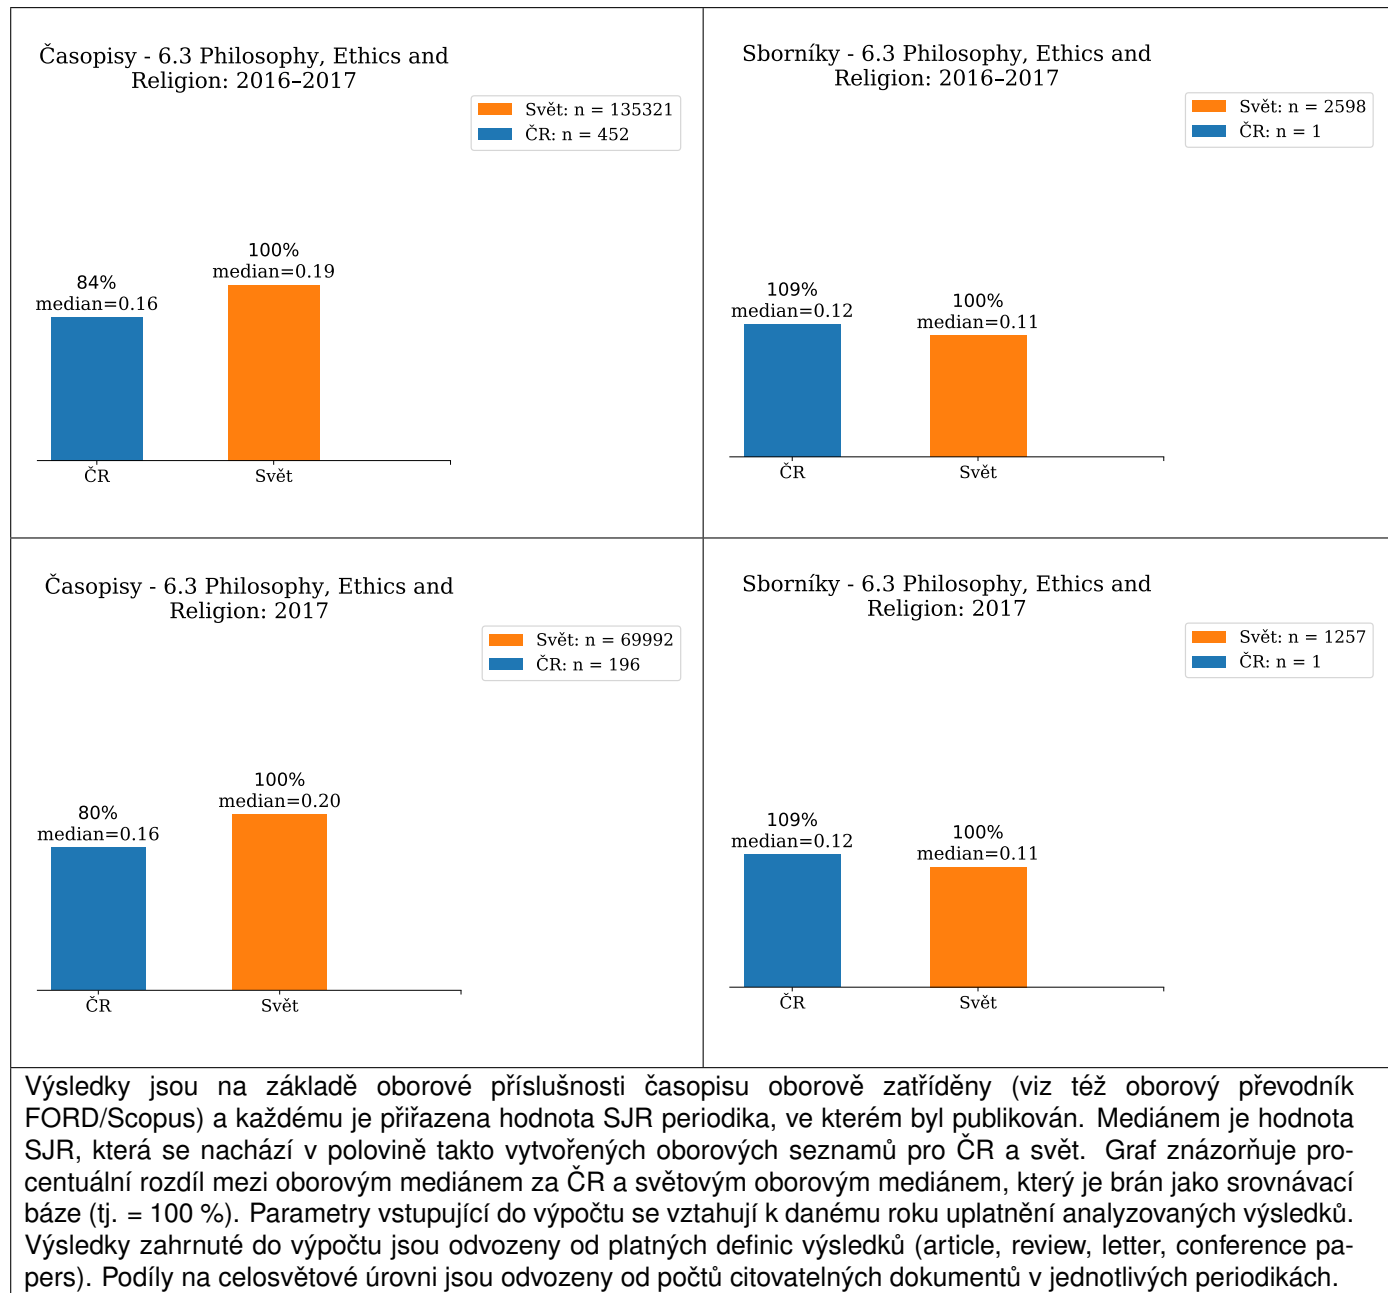 Časopisy - 6.3 Philosophy, Ethics and
Religion: 2016–2017
Svět: n = 135321
ČR: n = 452
100%
median=0.19
84%
median=0.16
ČR
Svět
Sborníky - 6.3 Philosophy, Ethics and
Religion: 2016–2017
Svět: n = 2598
ČR: n = 1
109%
median=0.12
100%
median=0.11
ČR
Svět
Časopisy - 6.3 Philosophy, Ethics and
Religion: 2017
Svět: n = 69992
ČR: n = 196
100%
median=0.20
80%
median=0.16
ČR
Svět
Sborníky - 6.3 Philosophy, Ethics and
Religion: 2017
Svět: n = 1257
ČR: n = 1
109%
median=0.12
100%
median=0.11
ČR
Svět
Výsledky jsou na základě oborové příslušnosti časopisu oborově zatříděny (viz též oborový převodník
FORD/Scopus) a každému je přiřazena hodnota SJR periodika, ve kterém byl publikován. Mediánem je hodnota
SJR, která se nachází v polovině takto vytvořených oborových seznamů pro ČR a svět. Graf znázorňuje pro-
centuální rozdíl mezi oborovým mediánem za ČR a světovým oborovým mediánem, který je brán jako srovnávací
báze (tj. = 100 %). Parametry vstupující do výpočtu se vztahují k danému roku uplatnění analyzovaných výsledků.
Výsledky zahrnuté do výpočtu jsou odvozeny od platných definic výsledků (article, review, letter, conference pa-
pers). Podíly na celosvětové úrovni jsou odvozeny od počtů citovatelných dokumentů v jednotlivých periodikách.